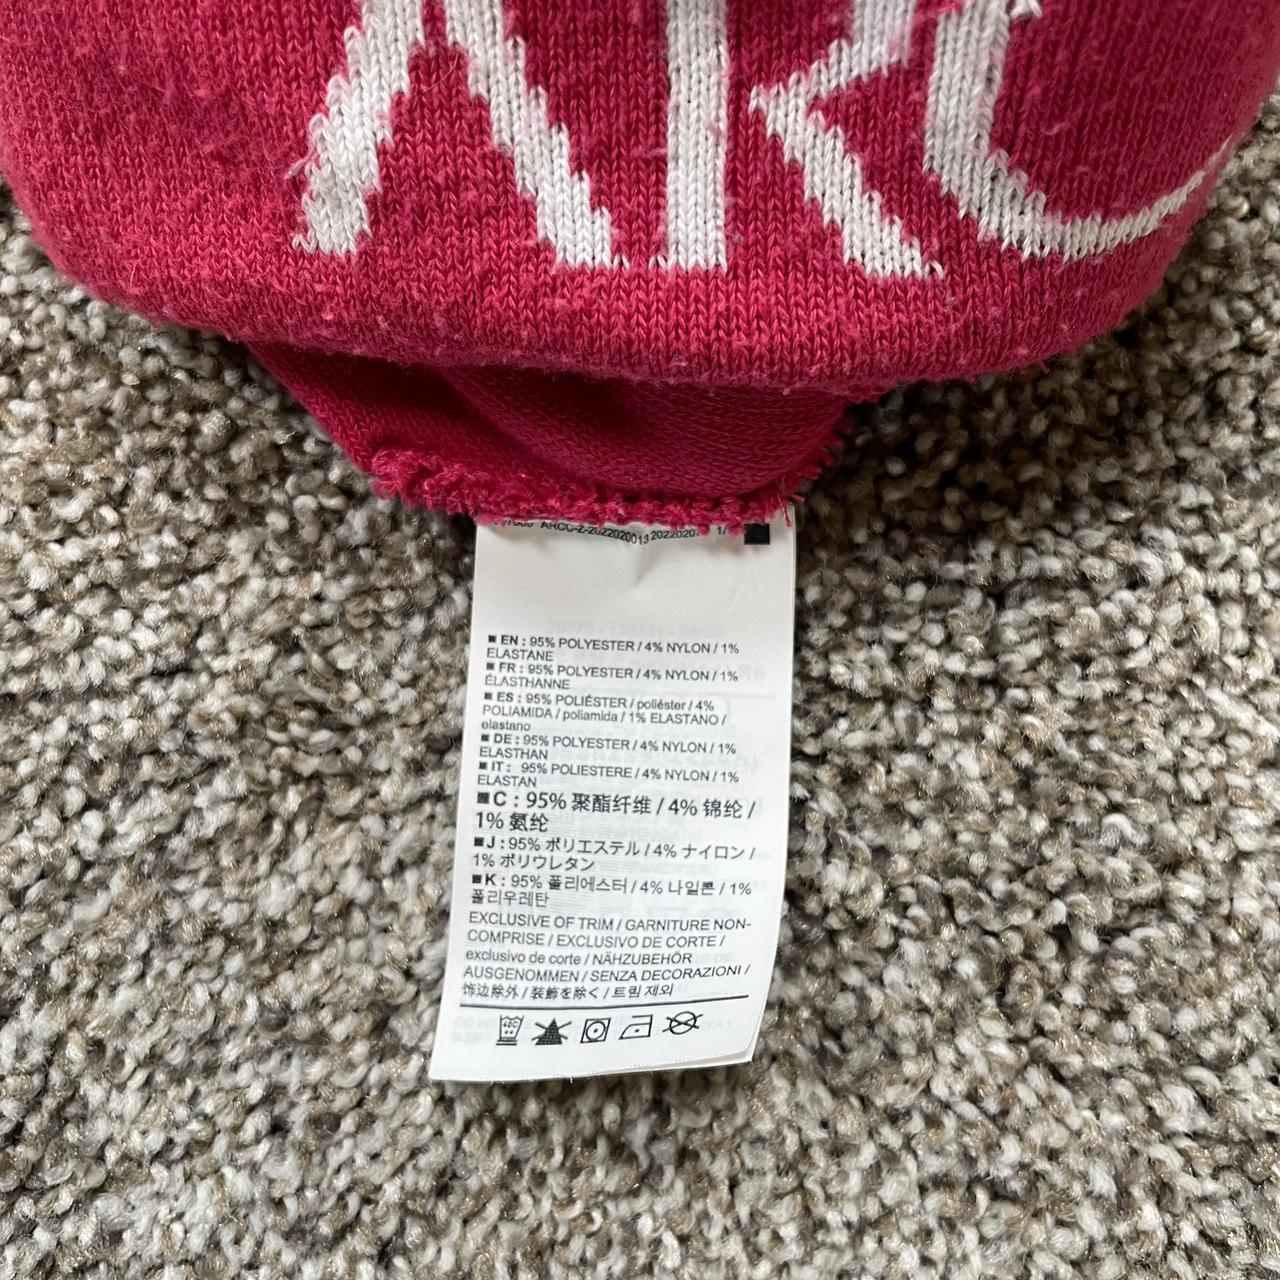 ARC
ARCC-Z-2022020013
■ EN : 95% POLYESTER / 4% NYLON / 1%
ELASTANE
■ FR : 95% POLYESTER / 4% NYLON / 1%
ÉLASTHANNE
■ ES : 95% POLIÉSTER / poliéster / 4%
POLIAMIDA / poliamida / 1% ELASTANO /
elastano
■ DE : 95% POLYESTER / 4% NYLON / 1%
ELASTHAN
■ IT : 95% POLIESTERE / 4% NYLON / 1%
ELASTAN
■ C : 95% 聚酯纤维 / 4% 锦纶 /
1% 氨纶
■ J : 95% ポリエステル / 4% ナイロン /
1% ポリウレタン
■ K : 95% 폴리에스터 / 4% 나일론 / 1%
폴리우레탄
EXCLUSIVE OF TRIM / GARNITURE NON-
COMPRISE / EXCLUSIVO DE CORTE /
exclusivo de corte / NÄHZUBEHÖR
AUSGENOMMEN / SENZA DECORAZIONI /
饰边除外 / 装飾を除く / 트림 제외